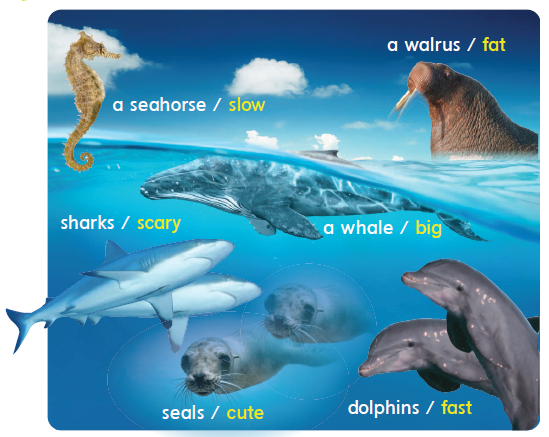 a walrus / fat
a seahorse / slow
sharks / scary
a whale / big
seals / cute
dolphins / fast